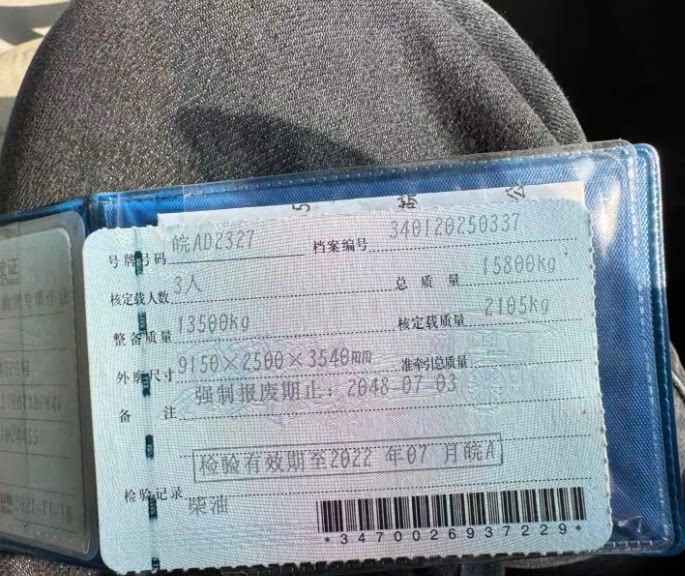 号牌号码 皖AD2327 档案编号 340120250337
核定载人数 3人 总质量 15800kg
整备质量 13500kg 核定载质量 2105kg
外廓尺寸 9150×2500×3540mm 准牵引总质量
备注 强制报废期止：2048-07-03
检验有效期至2022 年07 月皖A
检验记录 柴油
*3470026937229*
2021-11-18